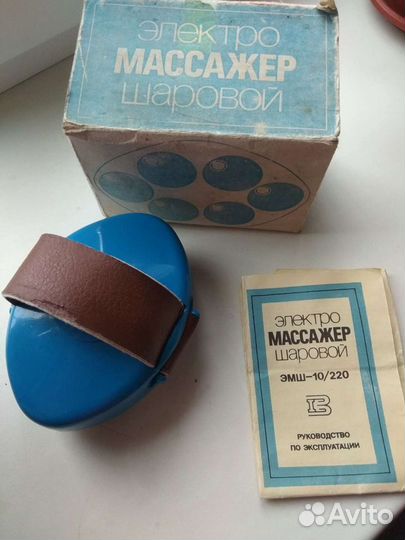 электро
МАССАЖЕР
шаровой
электро
МАССАЖЕР
шаровой
ЭМШ-10/220
РУКОВОДСТВО
ПО ЭКСПЛУАТАЦИИ
Avito